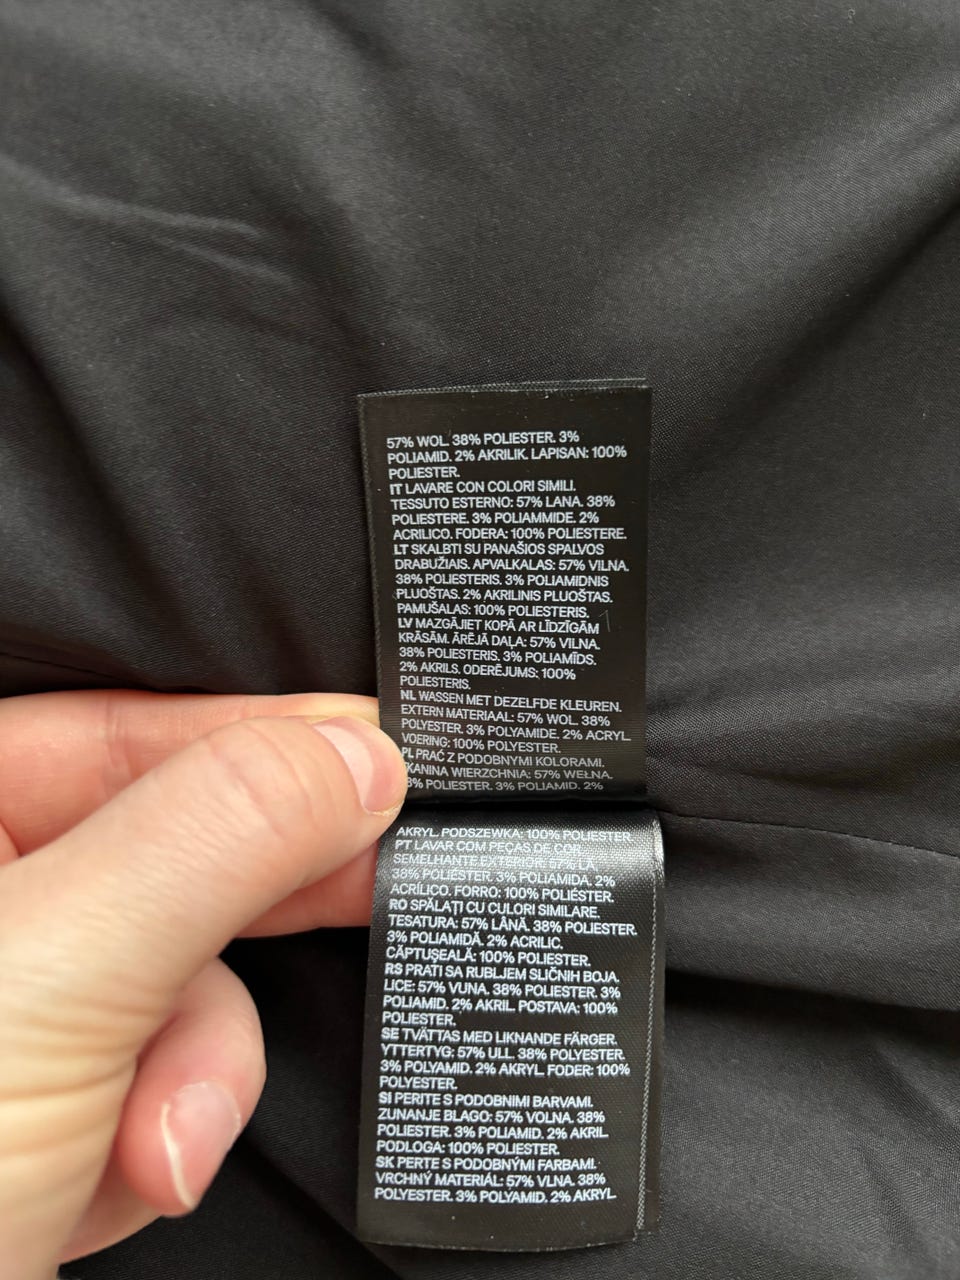 57% WOL. 38% POLIESTER. 3%
POLIAMID. 2% AKRILIK. LAPISAN: 100%
POLIESTER.
IT LAVARE CON COLORI SIMILI.
TESSUTO ESTERNO: 57% LANA. 38%
POLIESTERE. 3% POLIAMMIDE. 2%
ACRILICO. FODERA: 100% POLIESTERE.
LT SKALBTI SU PANAŠIOS SPALVOS
DRABUŽIAIS. APVALKALAS: 57% VILNA.
38% POLIESTERIS. 3% POLIAMIDINIS
PLUOŠTAS. 2% AKRILINIS PLUOŠTAS.
PAMUŠALAS: 100% POLIESTERIS.
LV MAZGĀJIET KOPĀ AR LĪDZĪGĀM
KRĀSĀM. ĀRĒJĀ DAĻA: 57% VILNA.
38% POLIESTERIS. 3% POLIAMĪDS.
2% AKRILS. ODERĒJUMS: 100%
POLIESTERIS.
NL WASSEN MET DEZELFDE KLEUREN.
EXTERN MATERIAAL: 57% WOL. 38%
POLYESTER. 3% POLYAMIDE. 2% ACRYL.
VOERING: 100% POLYESTER.
PL PRAĆ Z PODOBNYMI KOLORAMI.
TKANINA WIERZCHNIA: 57% WEŁNA.
38% POLIESTER. 3% POLIAMID. 2%
AKRYL. PODSZEWKA: 100% POLIESTER
PT LAVAR COM PEÇAS DE COR
SEMELHANTE EXTERIOR: 57% LÃ.
38% POLIÉSTER. 3% POLIAMIDA. 2%
ACRÍLICO. FORRO: 100% POLIÉSTER.
RO SPĂLAȚI CU CULORI SIMILARE.
TESATURA: 57% LÂNĂ. 38% POLIESTER.
3% POLIAMIDĂ. 2% ACRILIC.
CĂPTUȘEALĂ: 100% POLIESTER.
RS PRATI SA RUBLJEM SLIČNIH BOJA.
LICE: 57% VUNA. 38% POLIESTER. 3%
POLIAMID. 2% AKRIL. POSTAVA: 100%
POLIESTER.
SE TVÄTTAS MED LIKNANDE FÄRGER.
YTTERTYG: 57% ULL. 38% POLYESTER.
3% POLYAMID. 2% AKRYL. FODER: 100%
POLYESTER.
SI PERITE S PODOBNIMI BARVAMI.
ZUNANJE BLAGO: 57% VOLNA. 38%
POLIESTER. 3% POLIAMID. 2% AKRIL.
PODLOGA: 100% POLIESTER.
SK PERTE S PODOBNÝMI FARBAMI.
VRCHNÝ MATERIÁL: 57% VLNA. 38%
POLYESTER. 3% POLYAMID. 2% AKRYL.